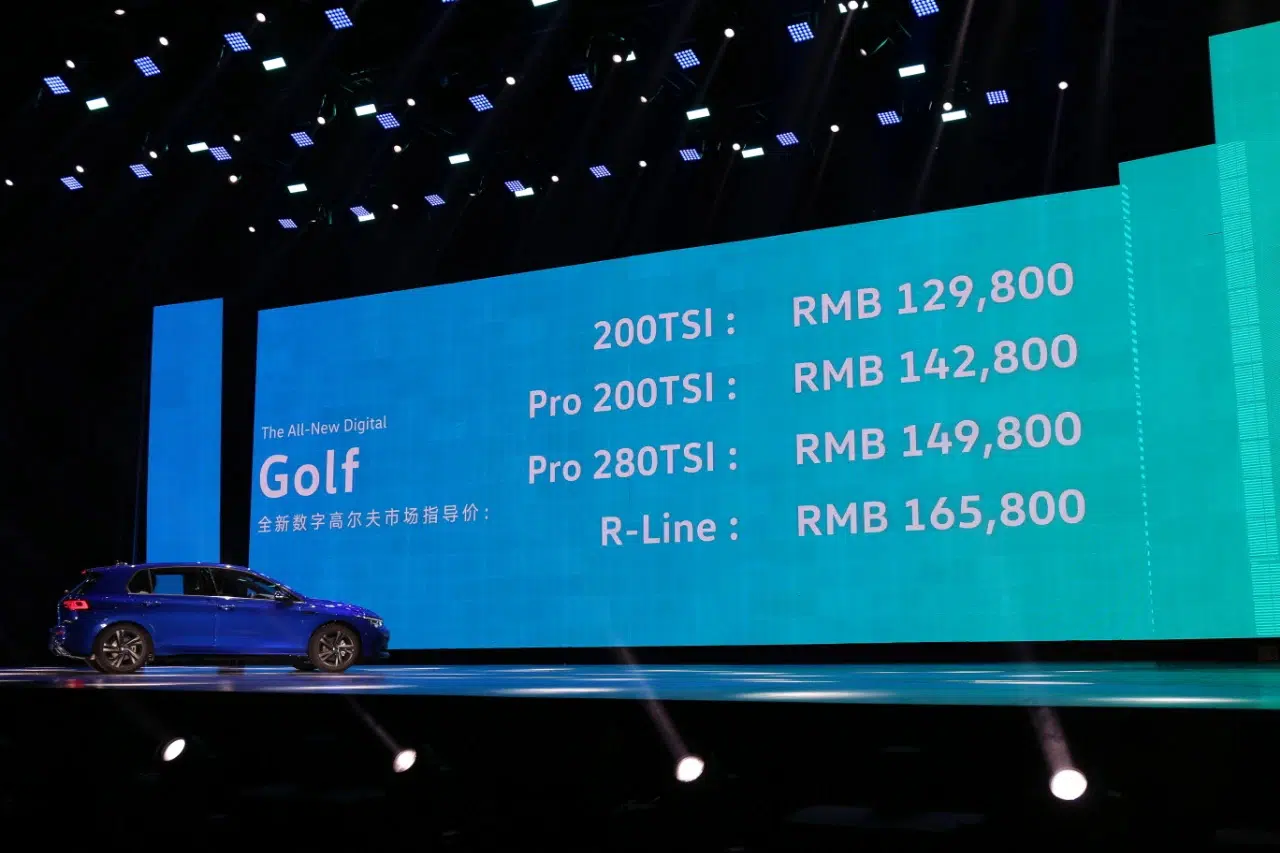 The All-New Digital
Golf
全新数字高尔夫市场指导价：
200TSI : RMB 129,800
Pro 200TSI : RMB 142,800
Pro 280TSI : RMB 149,800
R-Line : RMB 165,800